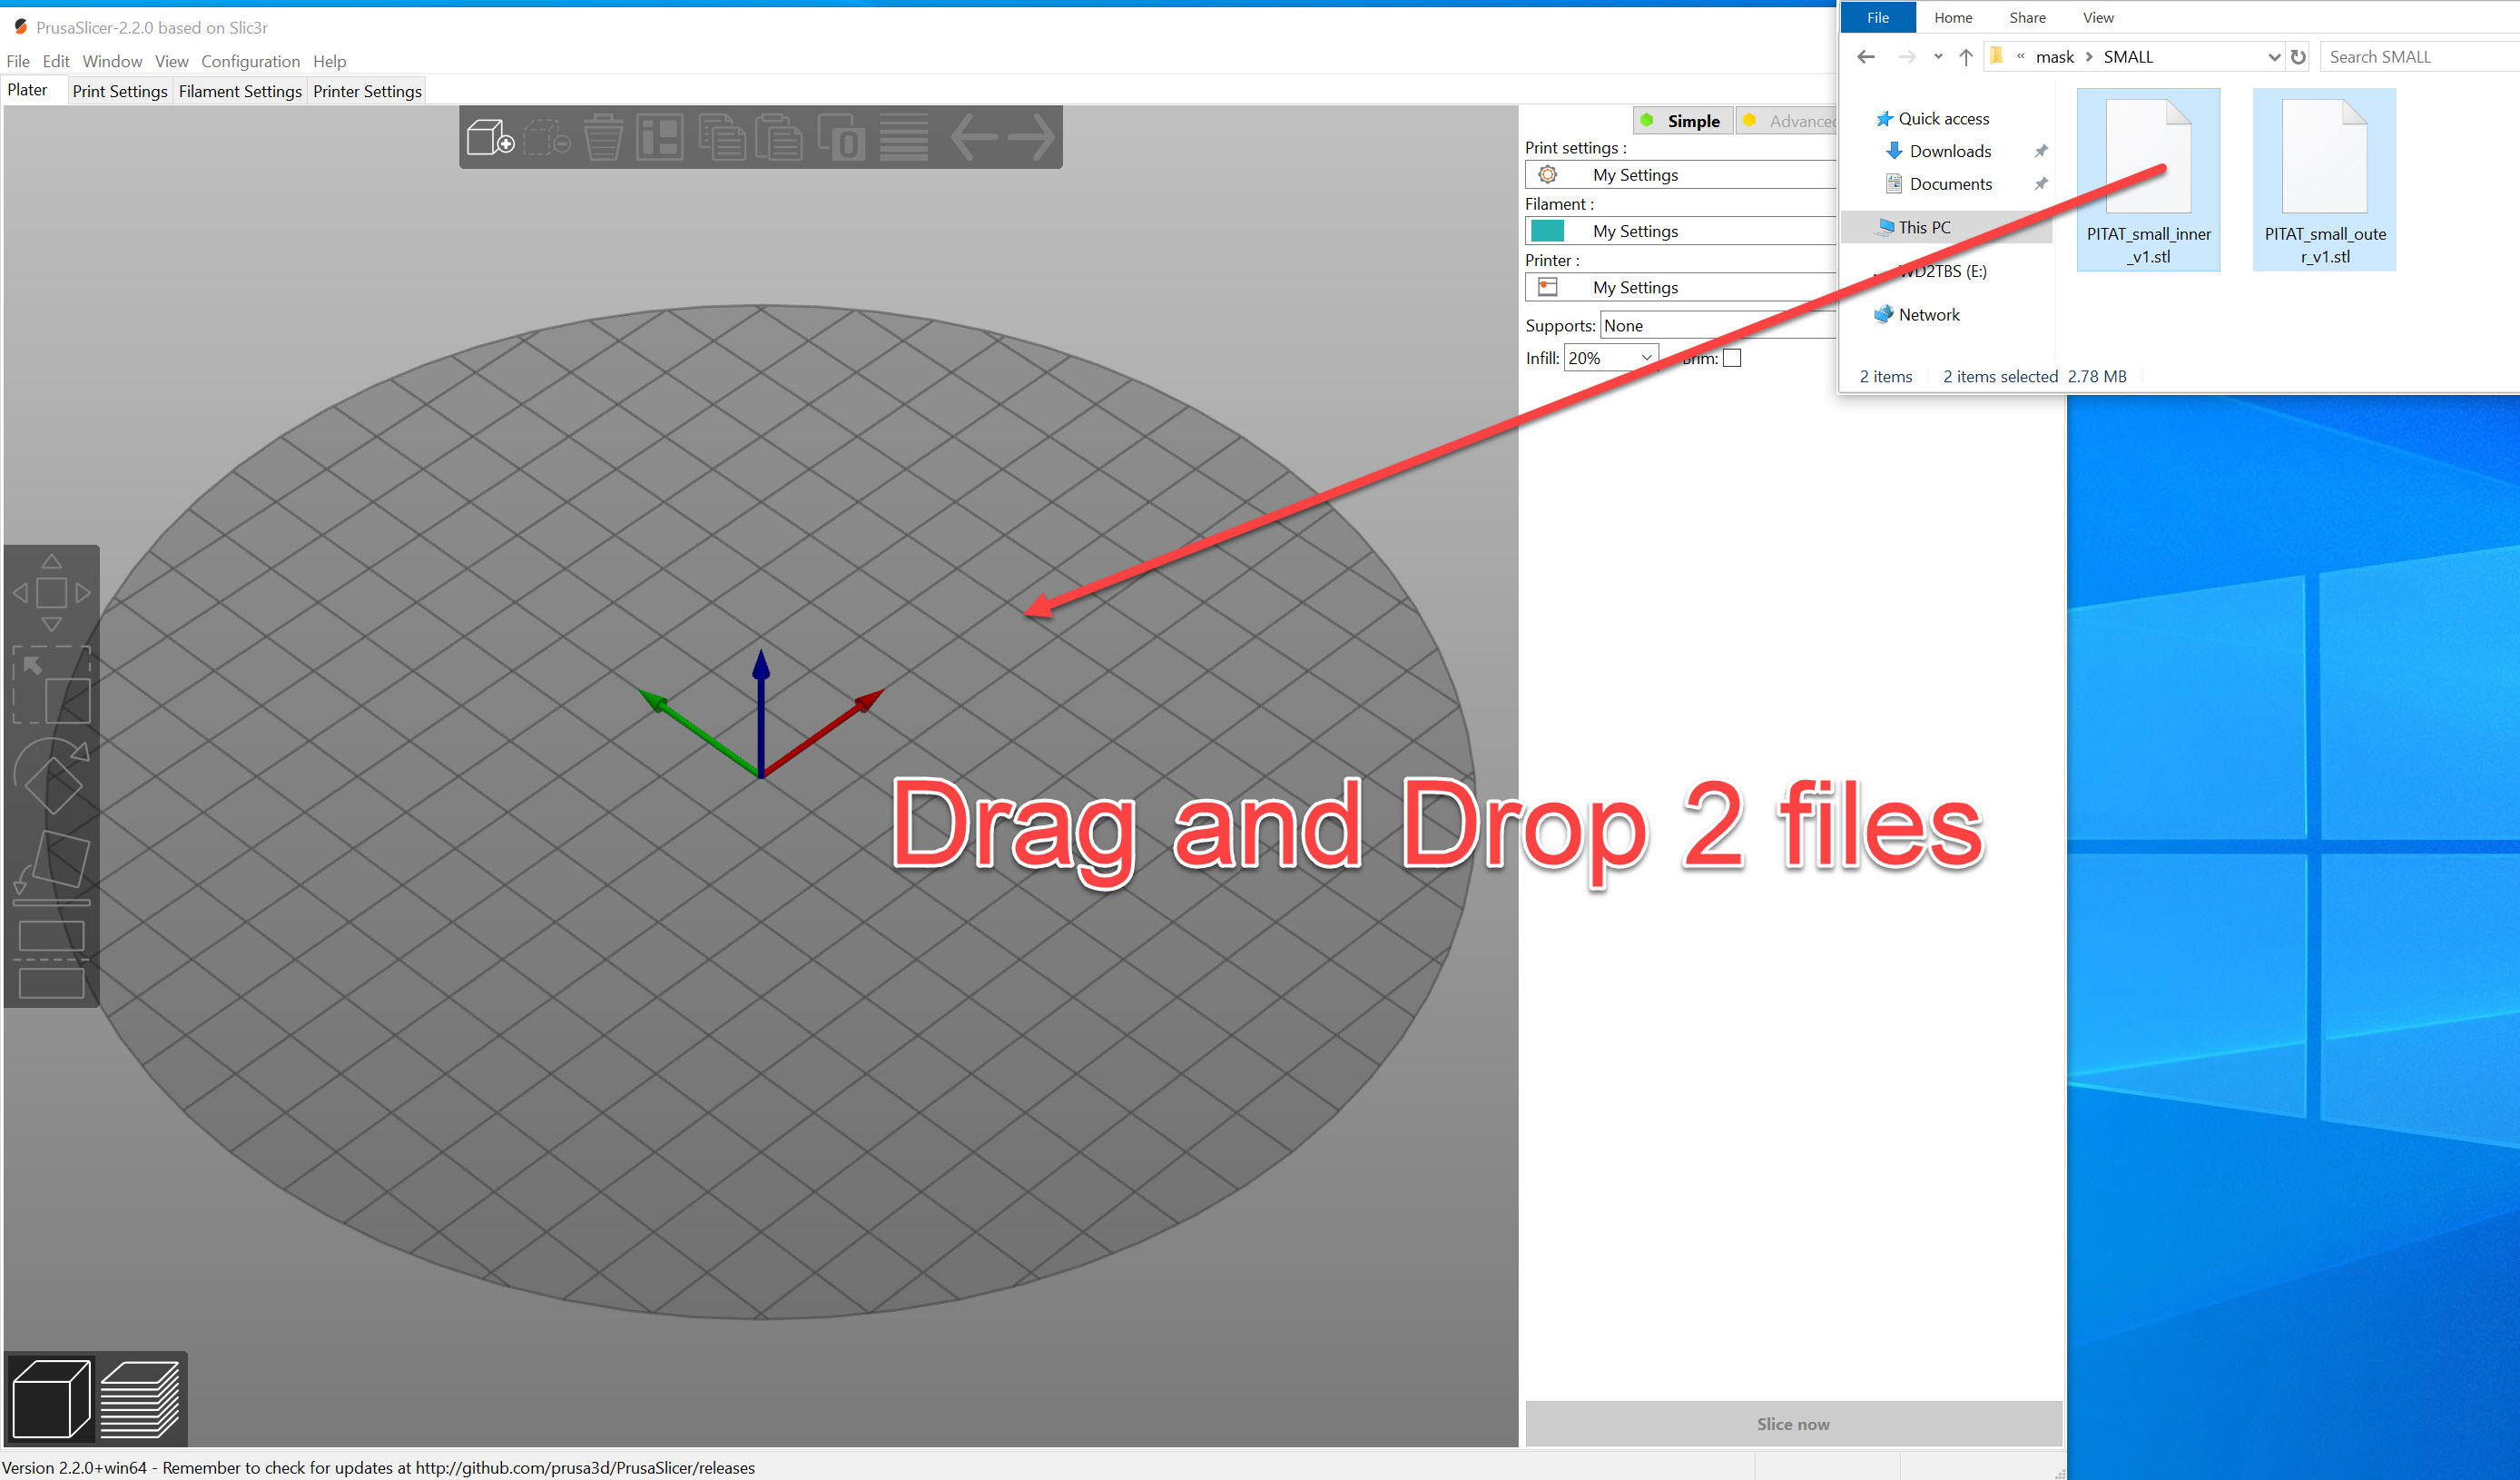 PrusaSlicer-2.2.0 based on Slic3r
File Edit Window View Configuration Help
Plater Print Settings Filament Settings Printer Settings
Simple Advanced
Print settings :
My Settings
Filament :
My Settings
Printer :
My Settings
Supports: None
Infill: 20% Brim:
File Home Share View
« mask > SMALL Search SMALL
Quick access
Downloads
Documents
This PC
WD2TBS (E:)
Network
PITAT_small_inner
_v1.stl
PITAT_small_oute
r_v1.stl
2 items 2 items selected 2.78 MB
Drag and Drop 2 files
Slice now
Version 2.2.0+win64 - Remember to check for updates at http://github.com/prusa3d/PrusaSlicer/releases